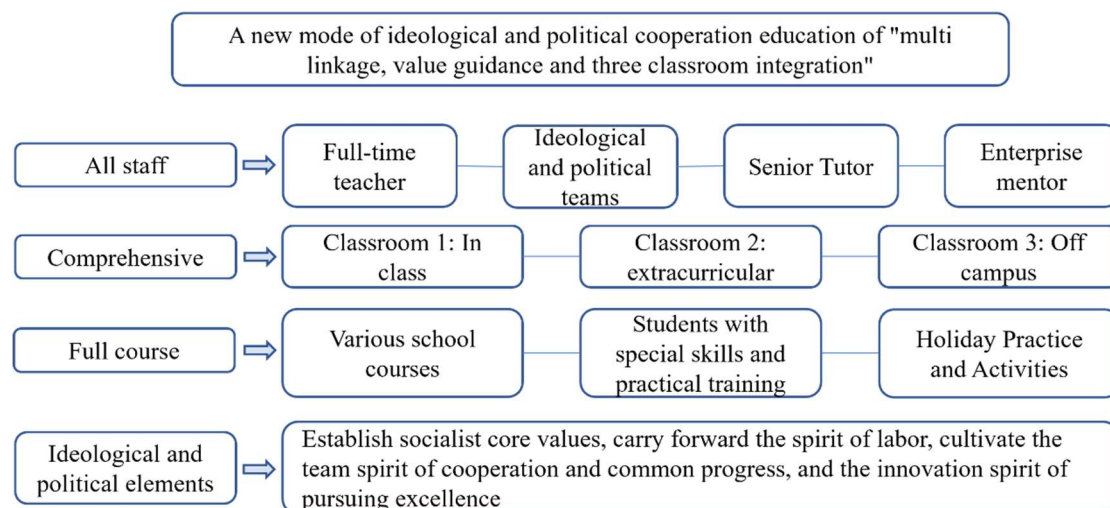 A new mode of ideological and political cooperation education of "multi
linkage, value guidance and three classroom integration"
All staff
Full-time
teacher
Ideological
and political
teams
Senior Tutor
Enterprise
mentor
Comprehensive
Classroom 1: In
class
Classroom 2:
extracurricular
Classroom 3: Off
campus
Full course
Various school
courses
Students with
special skills and
practical training
Holiday Practice
and Activities
Ideological and
political elements
Establish socialist core values, carry forward the spirit of labor, cultivate the
team spirit of cooperation and common progress, and the innovation spirit of
pursuing excellence